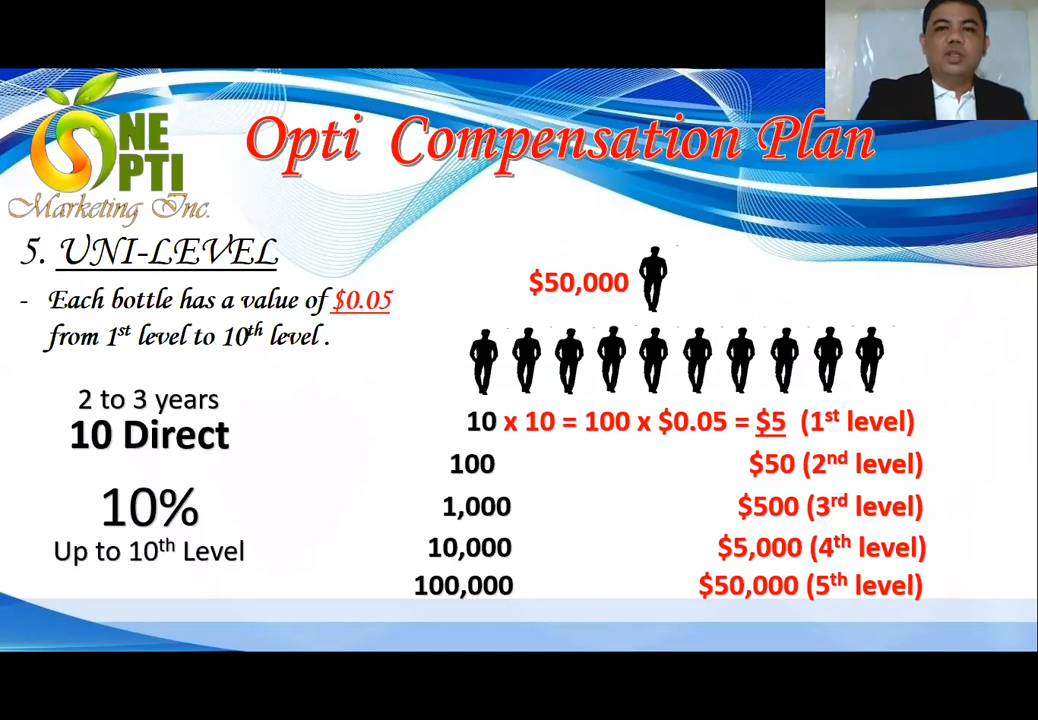 NE
PTI
Marketing Inc.
Opti Compensation Plan
5. UNI-LEVEL
- Each bottle has a value of $0.05
from 1st level to 10th level .
2 to 3 years
10 Direct
10%
Up to 10th Level
$50,000
10 x 10 = 100 x $0.05 = $5 (1st level)
100 $50 (2nd level)
1,000 $500 (3rd level)
10,000 $5,000 (4th level)
100,000 $50,000 (5th level)